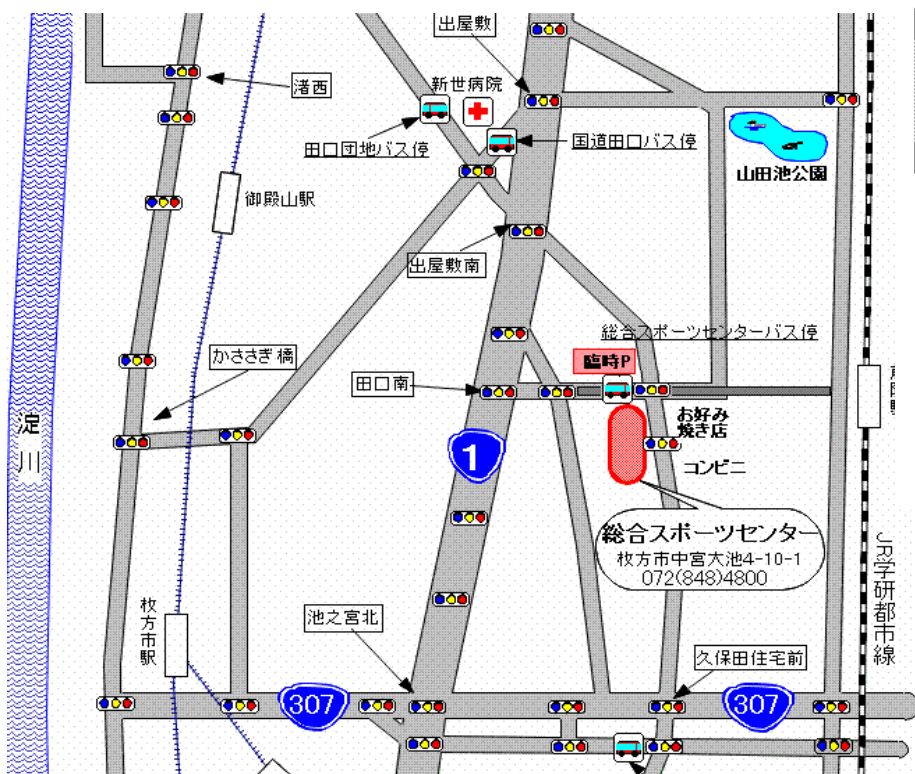 出屋敷
渚西
新世病院
田口団地バス停
国道田口バス停
山田池公園
御殿山駅
出屋敷南
総合スポーツセンターバス停
かささぎ橋
臨時P
田口南
お好み
焼き店
淀川
1
コンビニ
総合スポーツセンター
枚方市中宮大池4-10-1
072(848)4800
JR学研都市線
枚方市駅
池之宮北
久保田住宅前
307
307